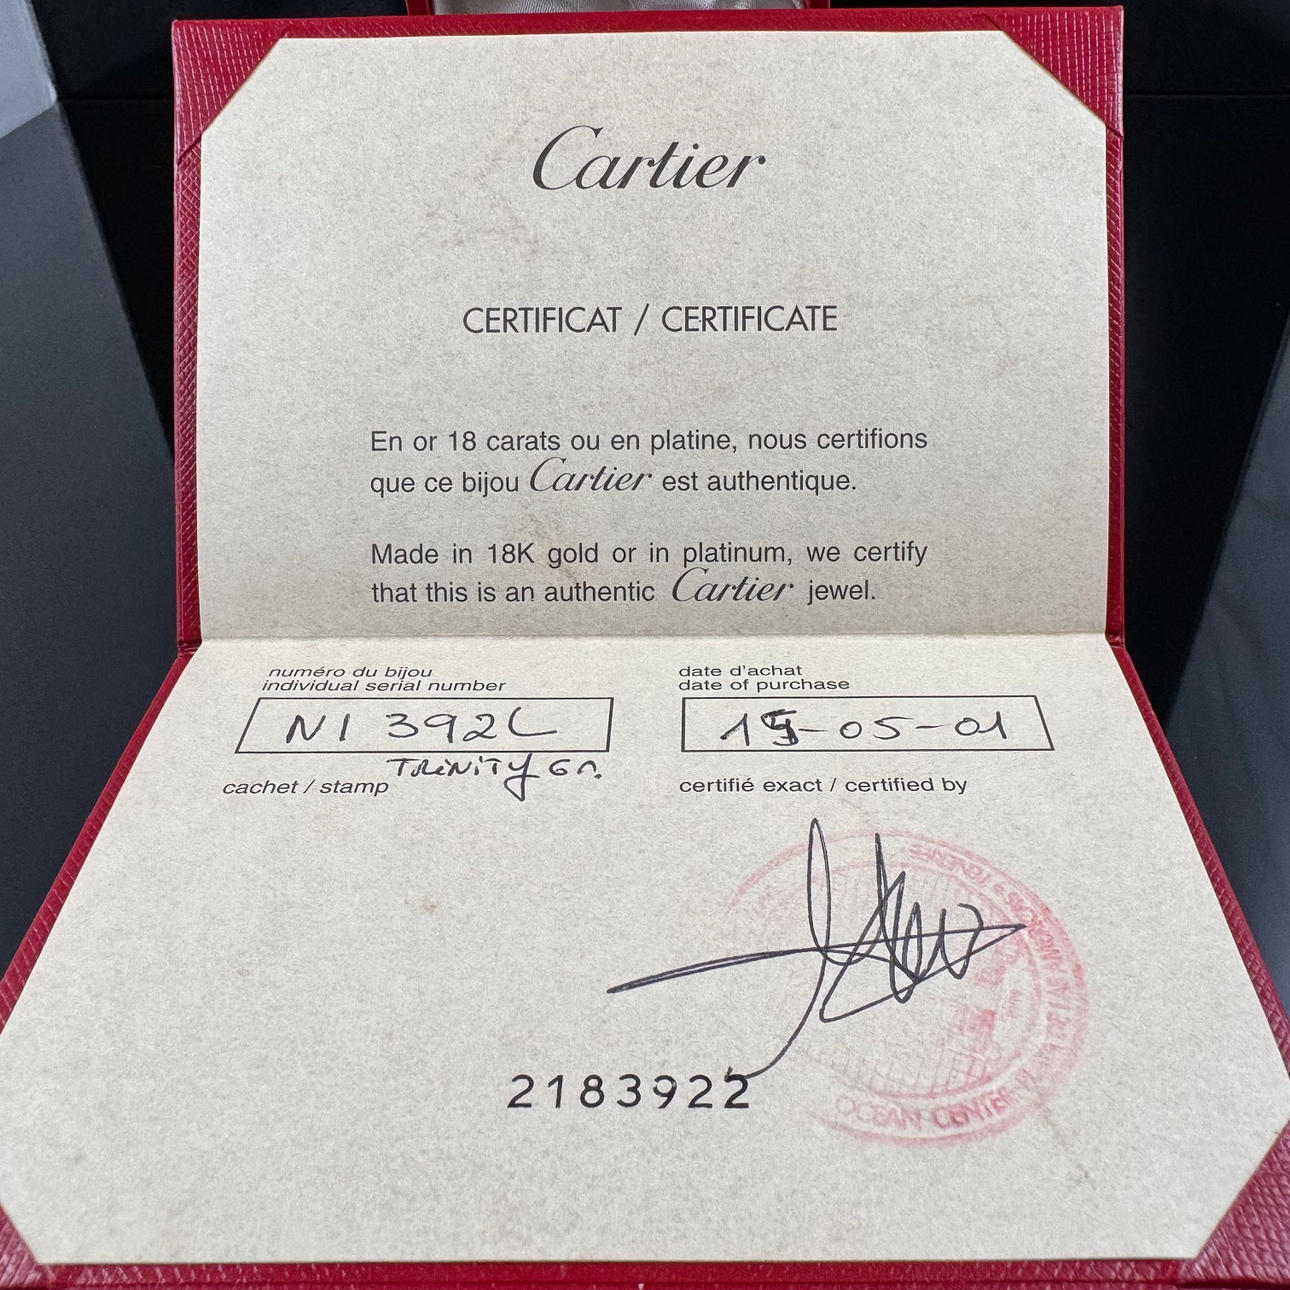 Cartier
CERTIFICAT / CERTIFICATE
En or 18 carats ou en platine, nous certifions
que ce bijou Cartier est authentique.
Made in 18K gold or in platinum, we certify
that this is an authentic Cartier jewel.
numéro du bijou
individual serial number
NI 392L
TRINITY
cachet / stamp
date d'achat
date of purchase
-05-01
certifié exact / certified by
2183922
OCEAN CENTER